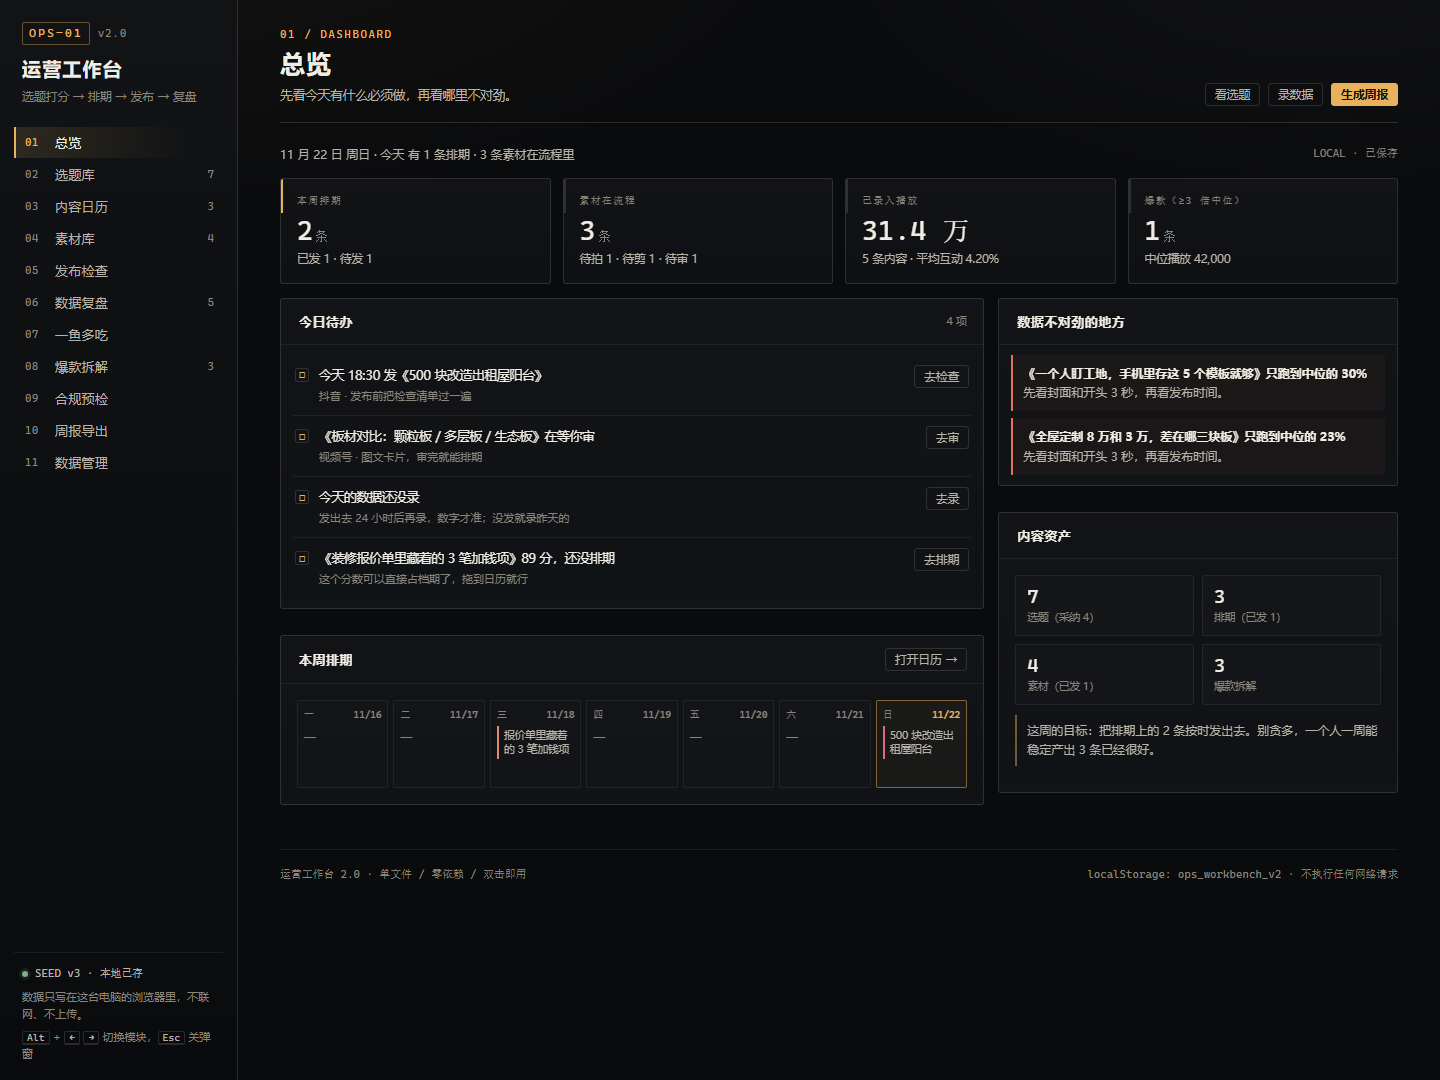 OPS-01 v2.0
运营工作台
选题打分 → 排期 → 发布 → 复盘
01 总览
02 选题库 7
03 内容日历 3
04 素材库 4
05 发布检查
06 数据复盘 5
07 一鱼多吃
08 爆款拆解 3
09 合规预检
10 周报导出
11 数据管理
SEED v3 · 本地已存
数据只写在这台电脑的浏览器里，不联
网、不上传。
Alt + ← → 切换模块，Esc 关弹
窗
01 / DASHBOARD
总览
先看今天有什么必须做，再看哪里不对劲。
看选题 录数据 生成周报
11 月 22 日 周日 · 今天 有 1 条排期 · 3 条素材在流程里
LOCAL · 已保存
本周排期
2 条
已发 1 · 待发 1
素材在流程
3 条
待拍 1 · 待剪 1 · 待审 1
已录入播放
31.4 万
5 条内容 · 平均互动 4.20%
爆款（≥3 倍中位）
1 条
中位播放 42,000
今日待办 4 项
今天 18:30 发《500 块改造出租屋阳台》
抖音 · 发布前把检查清单过一遍
去检查
《板材对比：颗粒板 / 多层板 / 生态板》在等你审
视频号 · 图文卡片，审完就能排期
去审
今天的数据还没录
发出去 24 小时后再录，数字才准；没发就录昨天的
去录
《装修报价单里藏着的 3 笔加钱项》89 分，还没排期
这个分数可以直接占档期了，拖到日历就行
去排期
数据不对劲的地方
《一个人盯工地，手机里存这 5 个模板就够》只跑到中位的 30%
先看封面和开头 3 秒，再看发布时间。
《全屋定制 8 万和 3 万，差在哪三块板》只跑到中位的 23%
先看封面和开头 3 秒，再看发布时间。
本周排期 打开日历 →
一 11/16
—
二 11/17
—
三 11/18
报价单里藏着
的 3 笔加钱项
四 11/19
—
五 11/20
—
六 11/21
—
日 11/22
500 块改造出
租屋阳台
内容资产
7
选题（采纳 4）
3
排期（已发 1）
4
素材（已发 1）
3
爆款拆解
这周的目标：把排期上的 2 条按时发出去。别贪多，一个人一周能
稳定产出 3 条已经很好。
运营工作台 2.0 · 单文件 / 零依赖 / 双击即用
localStorage: ops_workbench_v2 · 不执行任何网络请求